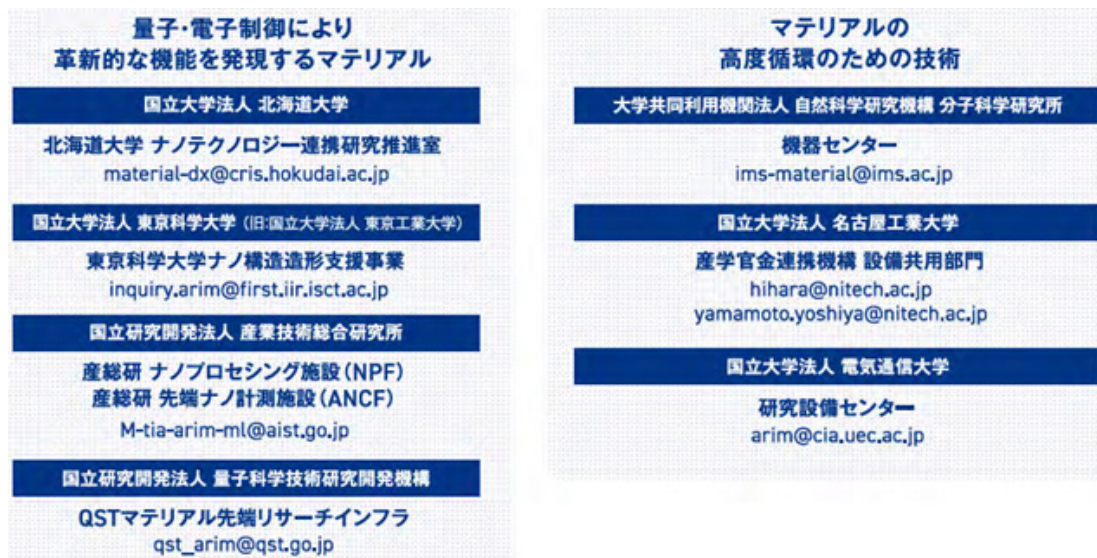 量子・電子制御により
革新的な機能を発現するマテリアル
国立大学法人 北海道大学
北海道大学 ナノテクノロジー連携研究推進室
material-dx@cris.hokudai.ac.jp
国立大学法人 東京科学大学（旧:国立大学法人 東京工業大学）
東京科学大学ナノ構造造形支援事業
inquiry.arim@first.iir.isct.ac.jp
国立研究開発法人 産業技術総合研究所
産総研 ナノプロセシング施設（NPF）
産総研 先端ナノ計測施設（ANCF）
M-tia-arim-ml@aist.go.jp
国立研究開発法人 量子科学技術研究開発機構
QSTマテリアル先端リサーチインフラ
qst_arim@qst.go.jp
マテリアルの
高度循環のための技術
大学共同利用機関法人 自然科学研究機構 分子科学研究所
機器センター
ims-material@ims.ac.jp
国立大学法人 名古屋工業大学
産学官金連携機構 設備共用部門
hihara@nitech.ac.jp
yamamoto.yoshiya@nitech.ac.jp
国立大学法人 電気通信大学
研究設備センター
arim@cia.uec.ac.jp